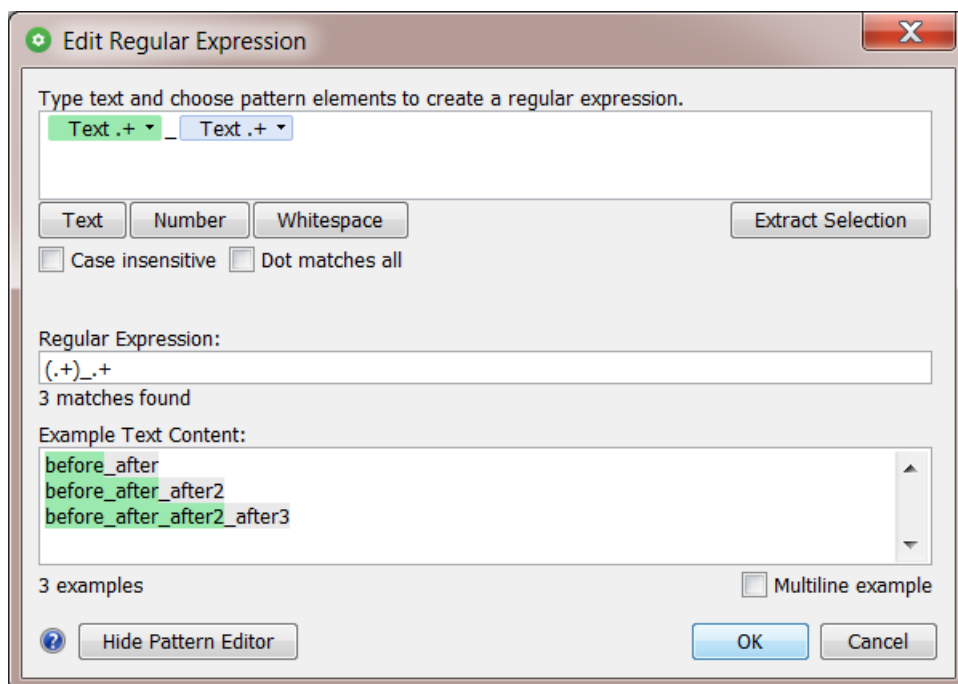 Edit Regular Expression
X
Type text and choose pattern elements to create a regular expression.
Text .+ _ Text .+
Text Number Whitespace Extract Selection
Case insensitive Dot matches all
Regular Expression:
(.+)_.+
3 matches found
Example Text Content:
before_after
before_after_after2
before_after_after2_after3
3 examples Multiline example
? Hide Pattern Editor OK Cancel